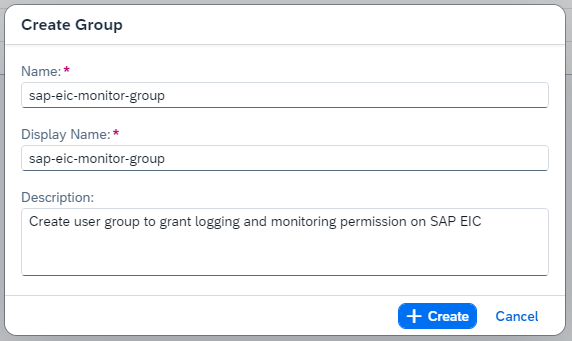 Create Group
Name:*
sap-eic-monitor-group
Display Name:*
sap-eic-monitor-group
Description:
Create user group to grant logging and monitoring permission on SAP EIC
+ Create
Cancel